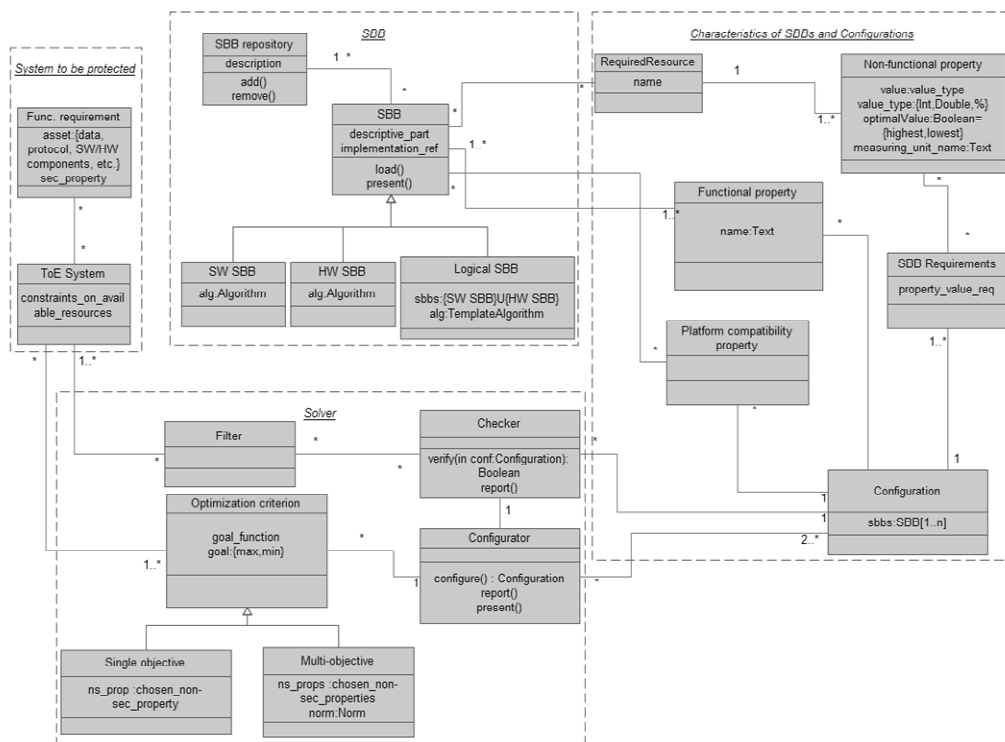 System to be protected
Func. requirement
asset:{data,
protocol, SW/HW
components, etc.}
sec_property
*
*
ToE System
constraints_on_avail
able_resources
*
1..*
SBB
SBB repository
description
add()
remove()
1..*
*
SBB
descriptive_part
implementation_ref
load()
present()
*
1..*
*
SW SBB
alg:Algorithm
HW SBB
alg:Algorithm
Logical SBB
sbbs:{SW SBB}U{HW SBB}
alg:TemplateAlgorithm
Characteristics of SBBs and Configurations
*
RequiredResource
name
1
1..*
Non-functional property
value:value_type
value_type:{Int,Double,%}
optimalValue:Boolean=
{highest,lowest}
measuring_unit_name:Text
*
*
1..*
Functional property
name:Text
*
SBB Requirements
property_value_req
1..*
1
*
Platform compatibility
property
*
1
Configuration
sbbs:SBB[1..n]
1
2..*
Solver
Filter
*
*
*
Checker
verify(in conf:Configuration):
Boolean
report()
*
1
Optimization criterion
goal_function
goal:{max,min}
1..*
*
1
Configurator
configure() : Configuration
report()
present()
*
Single objective
ns_prop :chosen_non-
sec_property
Multi-objective
ns_props :chosen_non-
sec_properties
norm:Norm